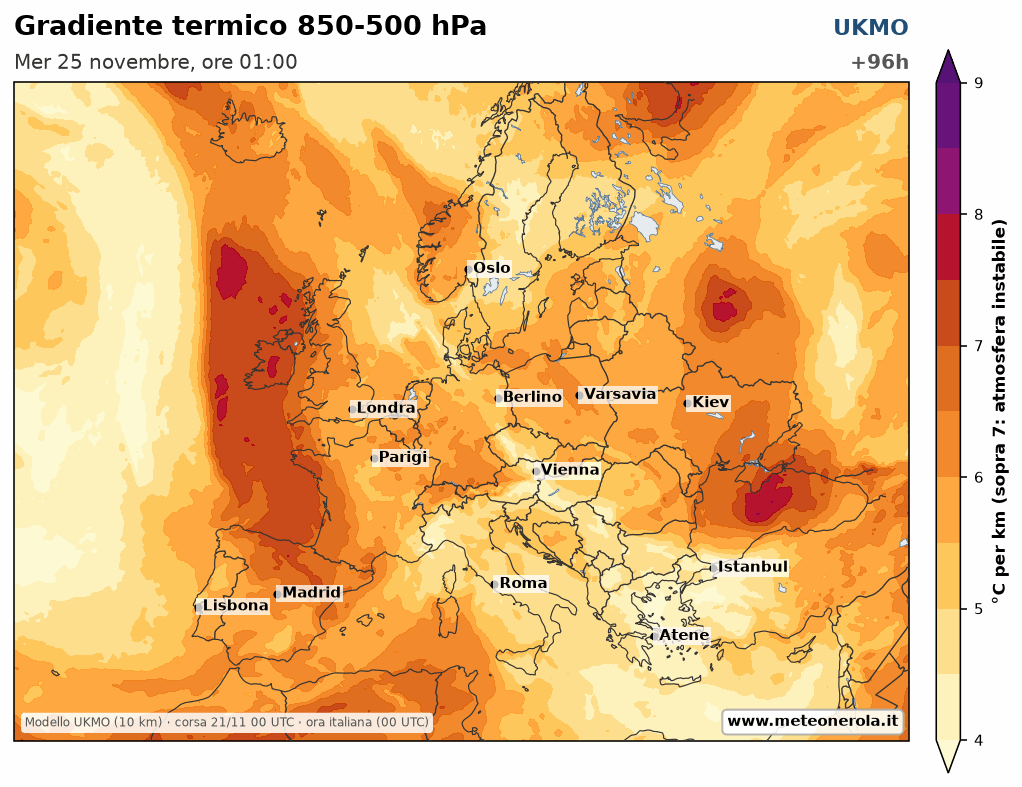 Gradiente termico 850-500 hPa
UKMO
Mer 25 novembre, ore 01:00
+96h
Oslo
Londra
Berlino
Varsavia
Kiev
Parigi
Vienna
Istanbul
Roma
Madrid
Lisbona
Atene
Modello UKMO (10 km) · corsa 21/11 00 UTC · ora italiana (00 UTC)
www.meteonerola.it
9
8
7
6
5
4
°C per km (sopra 7: atmosfera instabile)